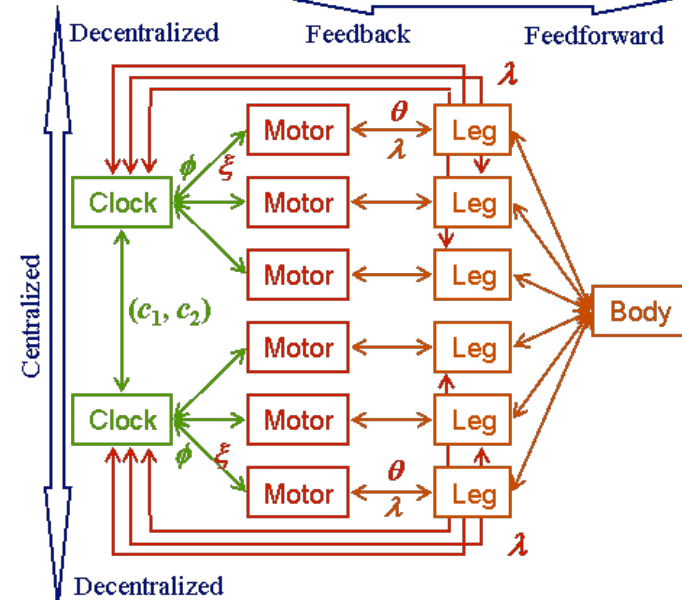 Decentralized Feedback Feedforward
λ
θ
Motor Leg
ϕ ξ λ
Clock Motor Leg
Motor Leg
Centralized
(c₁, c₂)
Body
Motor Leg
Clock Motor Leg
ϕ ξ θ
Motor Leg
λ
λ
Decentralized